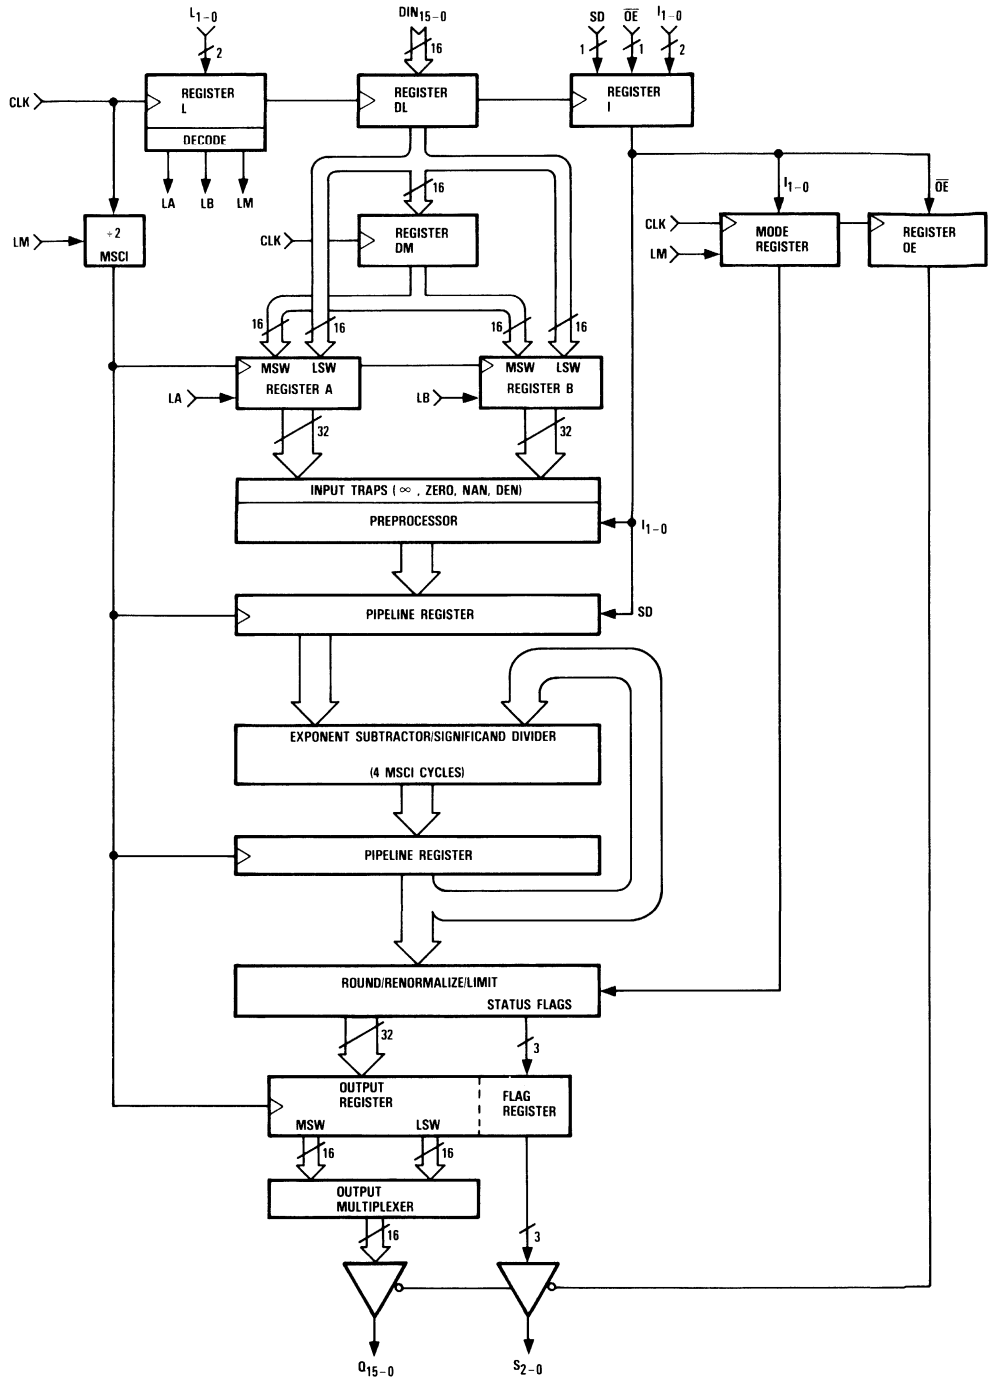 L1-0
DIN15-0
SD
OE
I1-0
2
16
1
1
2
CLK
REGISTER
L
DECODE
REGISTER
DL
REGISTER
I
LA
LB
LM
16
I1-0
OE
LM
÷2
MSCI
CLK
REGISTER
DM
CLK
LM
MODE
REGISTER
REGISTER
OE
16
16
16
16
MSW
LSW
REGISTER A
MSW
LSW
REGISTER B
LA
LB
32
32
INPUT TRAPS (∞, ZERO, NAN, DEN)
PREPROCESSOR
I1-0
PIPELINE REGISTER
SD
EXPONENT SUBTRACTOR/SIGNIFICAND DIVIDER
(4 MSCI CYCLES)
PIPELINE REGISTER
ROUND/RENORMALIZE/LIMIT
STATUS FLAGS
32
3
OUTPUT
REGISTER
MSW
LSW
FLAG
REGISTER
16
16
OUTPUT
MULTIPLEXER
16
3
Q15-0
S2-0